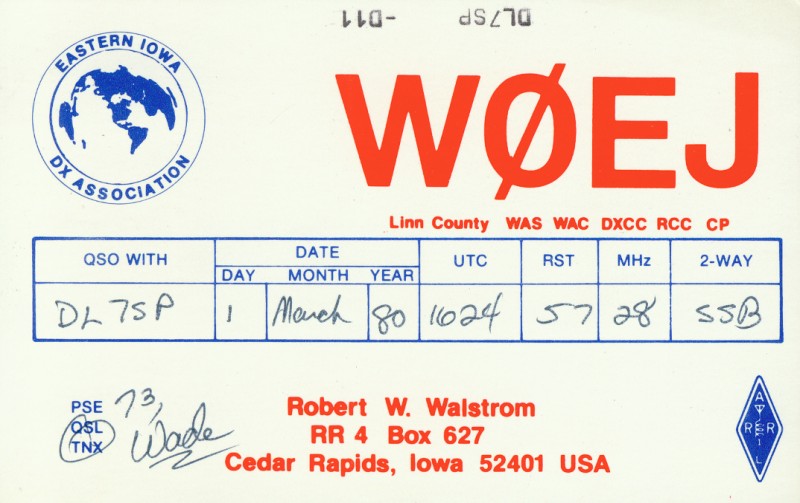 DL7SP -D11
EASTERN IOWA
DX ASSOCIATION
WØEJ
Linn County WAS WAC DXCC RCC CP
QSO WITH DATE UTC RST MHz 2-WAY
DAY MONTH YEAR
DL7SP 1 March 80 1624 57 28 SSB
PSE
QSL
TNX
73,
Wade
Robert W. Walstrom
RR 4 Box 627
Cedar Rapids, Iowa 52401 USA
A
R R
L